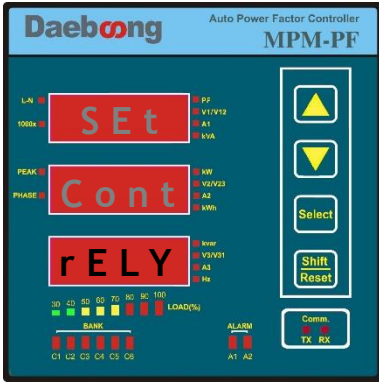 Daeboong
Auto Power Factor Controller
MPM-PF
L-N
1000x
SEt
PF
V1/V12
A1
kVA
PEAK
PHASE
Cont
kW
V2/V23
A2
kWh
rELY
kvar
V3/V31
A3
Hz
30 40 50 60 70 80 90 100
LOAD(%)
BANK
C1 C2 C3 C4 C5 C6
ALARM
A1 A2
Select
Shift
Reset
Comm.
TX RX